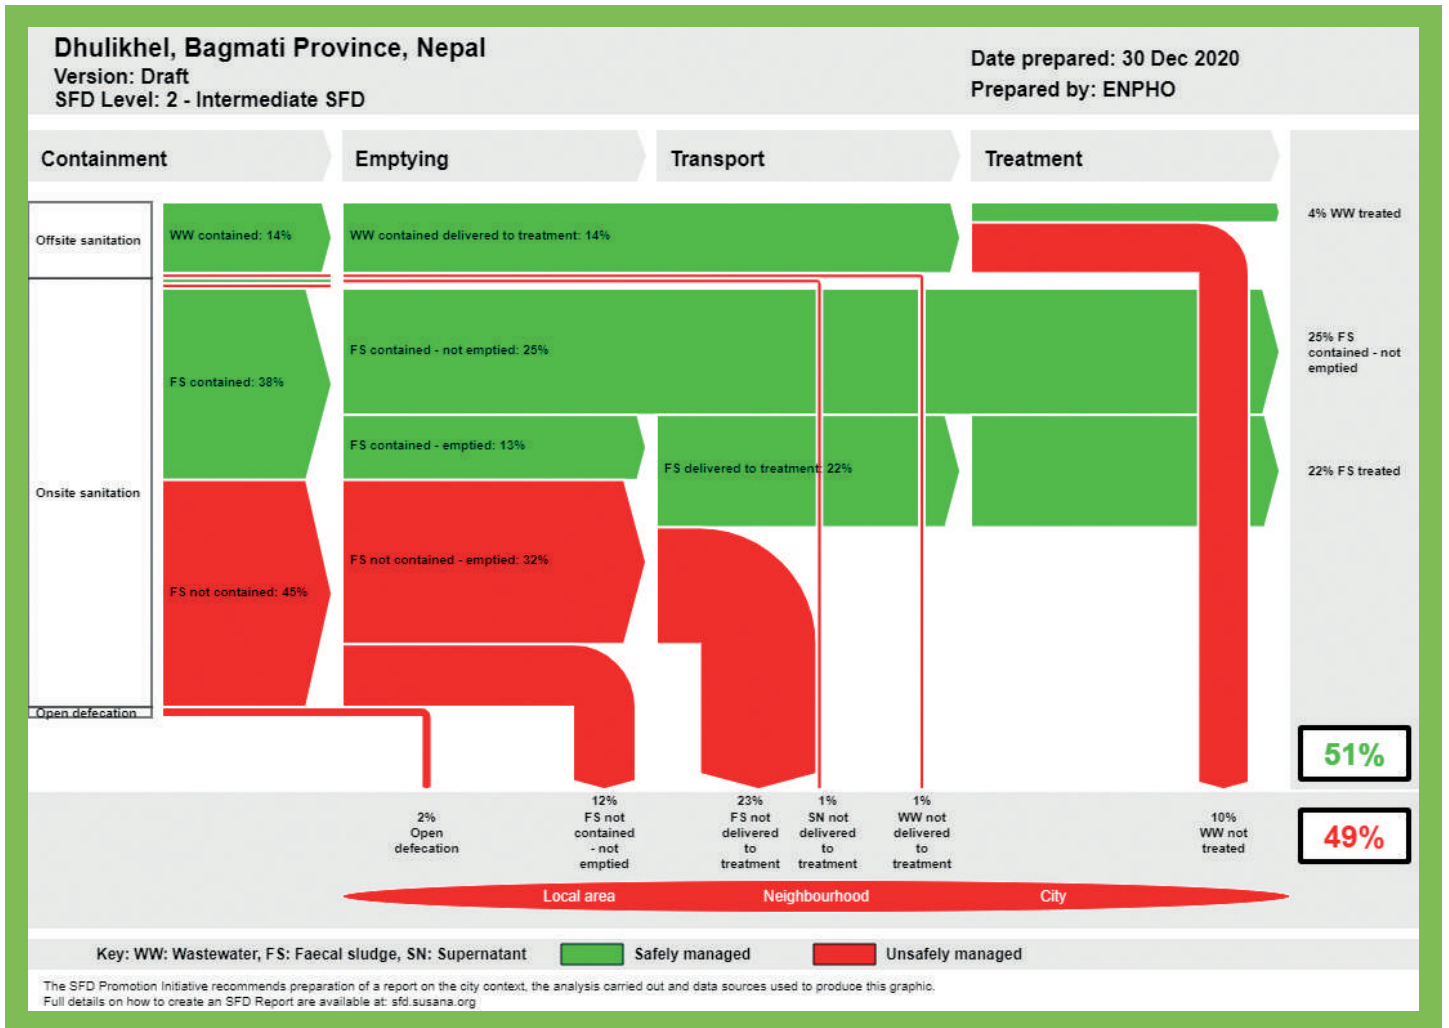 Dhulikhel, Bagmati Province, Nepal
Version: Draft
SFD Level: 2 - Intermediate SFD
Date prepared: 30 Dec 2020
Prepared by: ENPHO
Containment
Emptying
Transport
Treatment
Offsite sanitation
WW contained: 14%
WW contained delivered to treatment: 14%
4% WW treated
FS contained - not emptied: 25%
25% FS
contained - not
emptied
FS contained: 38%
FS contained - emptied: 13%
FS delivered to treatment: 22%
22% FS treated
Onsite sanitation
FS not contained - emptied: 32%
FS not contained: 45%
Open defecation
51%
2%
Open
defecation
12%
FS not
contained
- not
emptied
23%
FS not
delivered
to
treatment
1%
SN not
delivered
to
treatment
1%
WW not
delivered
to
treatment
10%
WW not
treated
49%
Local area
Neighbourhood
City
Key: WW: Wastewater, FS: Faecal sludge, SN: Supernatant
Safely managed
Unsafely managed
The SFD Promotion Initiative recommends preparation of a report on the city context, the analysis carried out and data sources used to produce this graphic.
Full details on how to create an SFD Report are available at: sfd.susana.org